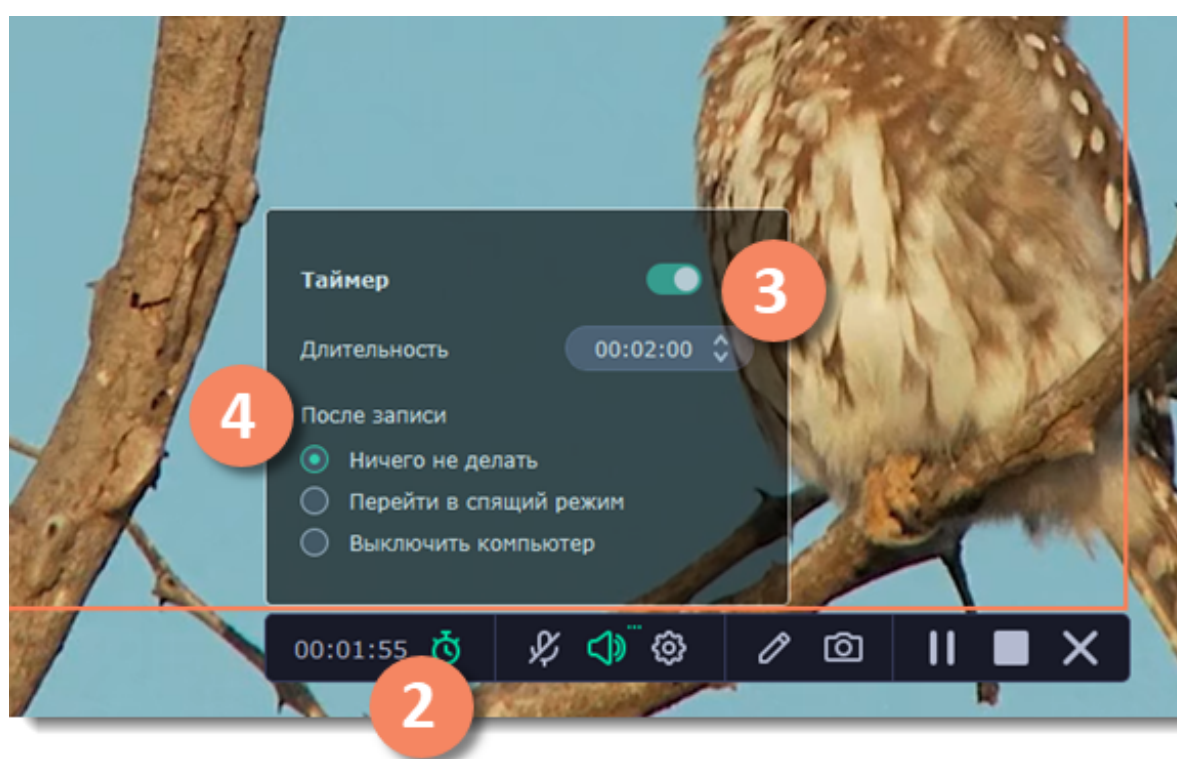 Таймер
3
Длительность
00:02:00
4
После записи
Ничего не делать
Перейти в спящий режим
Выключить компьютер
00:01:55
2